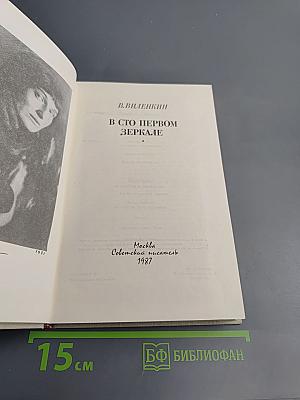 В. ВИЛЕНКИН
В СТО ПЕРВОМ
ЗЕРКАЛЕ
Москва
Советский писатель
1987
15 см
БФ БИБЛИОФАН